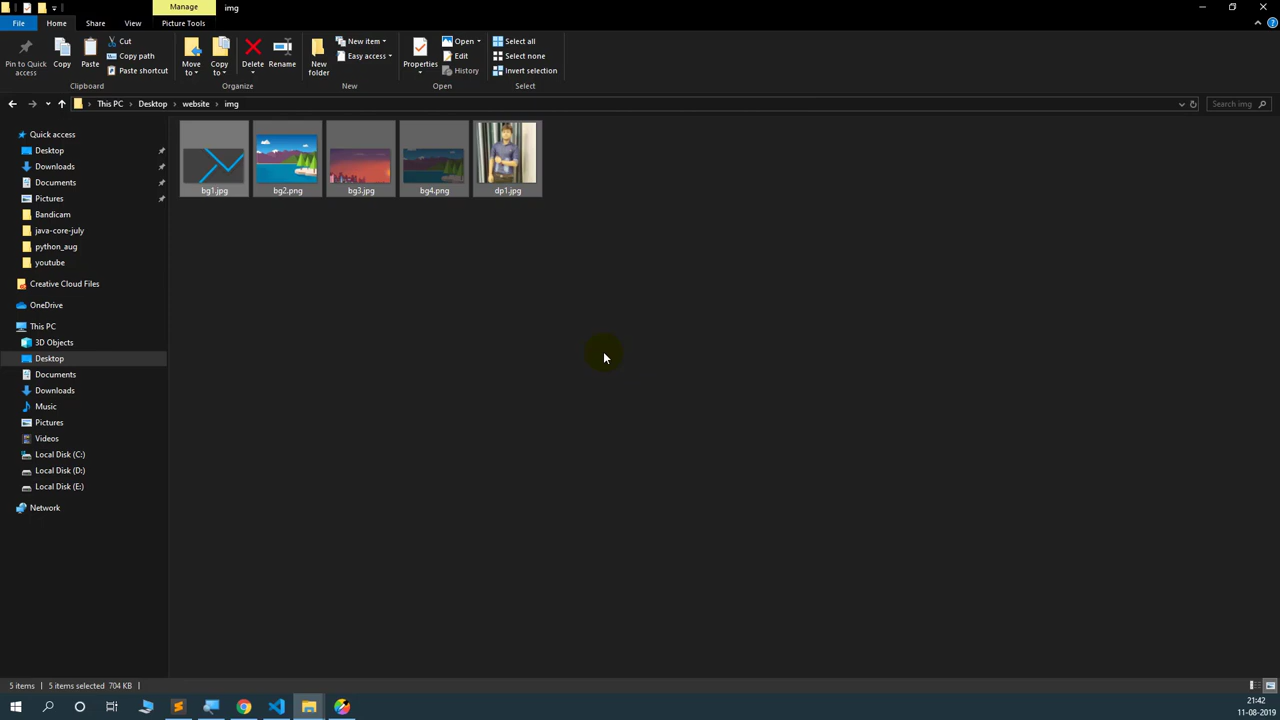 Manage
img
File
Home
Share
View
Picture Tools
Pin to Quick access
Copy
Paste
Cut
Copy path
Paste shortcut
Clipboard
Move to
Copy to
Delete
Rename
Organize
New folder
New item
Easy access
New
Properties
Open
Edit
History
Open
Select all
Select none
Invert selection
Select
This PC
Desktop
website
img
Search img
Quick access
Desktop
Downloads
Documents
Pictures
Bandicam
java-core-july
python_aug
youtube
Creative Cloud Files
OneDrive
This PC
3D Objects
Desktop
Documents
Downloads
Music
Pictures
Videos
Local Disk (C:)
Local Disk (D:)
Local Disk (E:)
Network
bg1.jpg
bg2.png
bg3.jpg
bg4.png
dp1.jpg
5 items
5 items selected 704 KB
21:42
11-08-2019